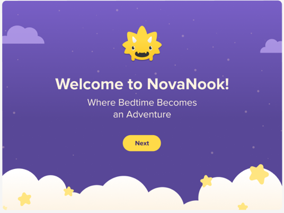 Welcome to NovaNook!
Where Bedtime Becomes
an Adventure
Next